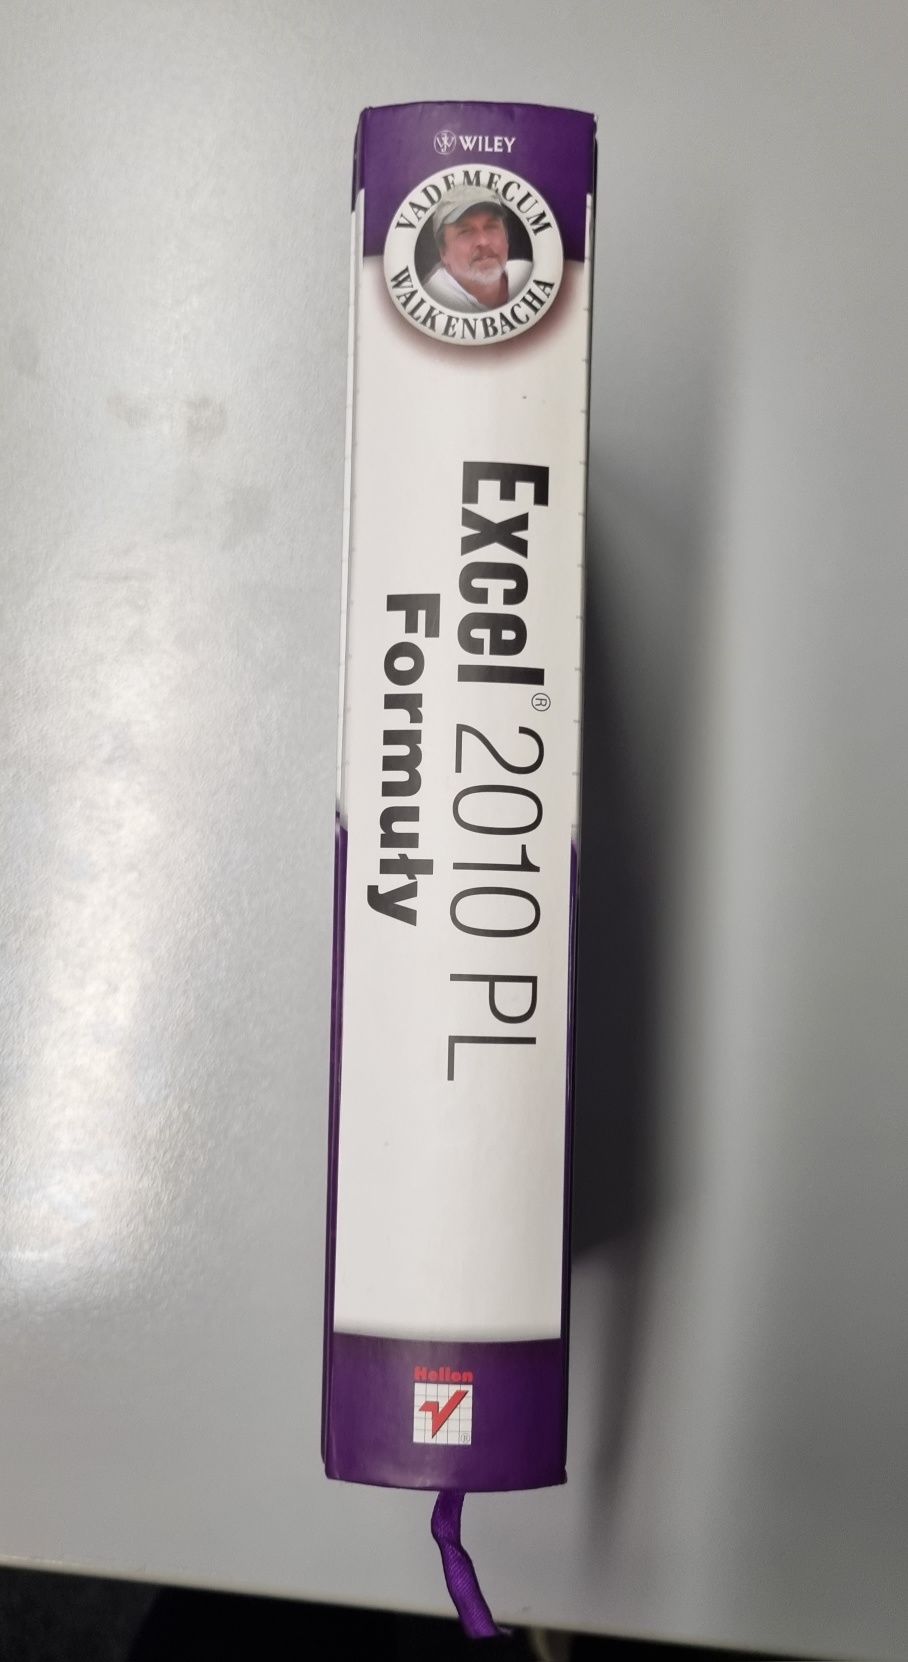 WILEY
VADEMECUM
WALKENBACHA
Excel® 2010 PL
Formuły
Helion